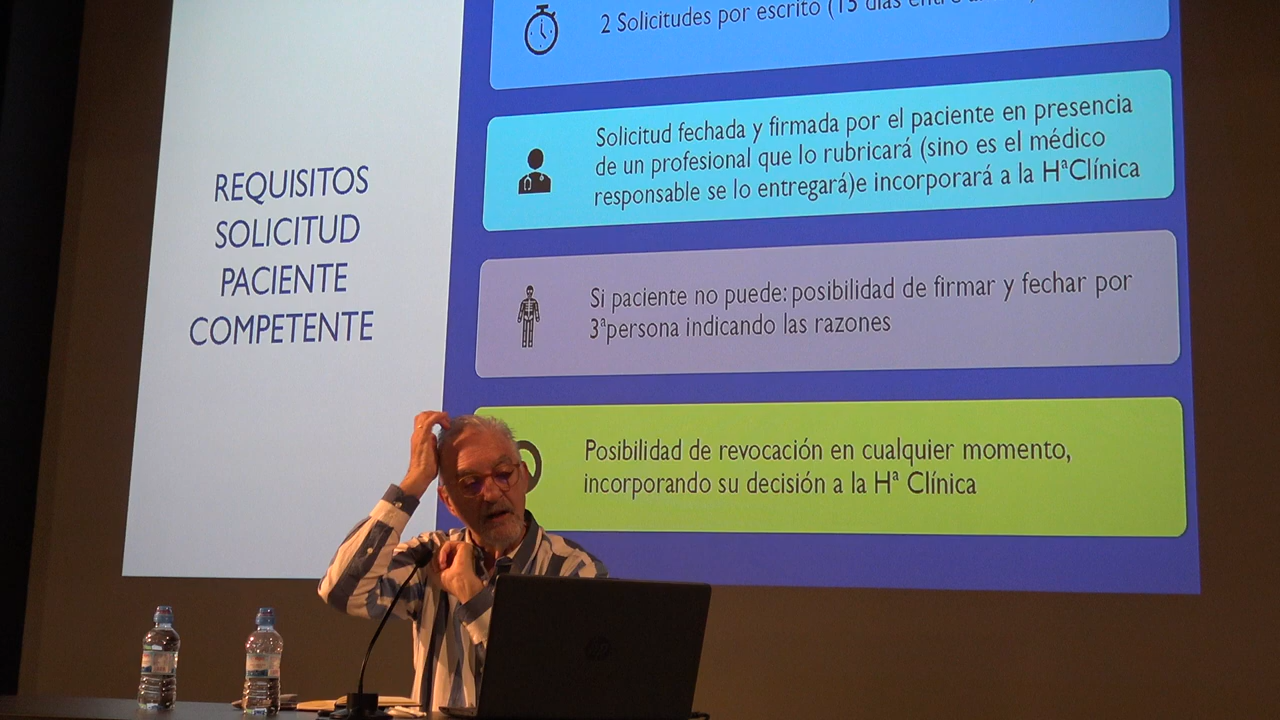 REQUISITOS
SOLICITUD
PACIENTE
COMPETENTE
2 Solicitudes por escrito (15 días
Solicitud fechada y firmada por el paciente en presencia
de un profesional que lo rubricará (sino es el médico
responsable se lo entregará)e incorporará a la HªClínica
Si paciente no puede: posibilidad de firmar y fechar por
3ªpersona indicando las razones
Posibilidad de revocación en cualquier momento,
incorporando su decisión a la Hª Clínica
hp